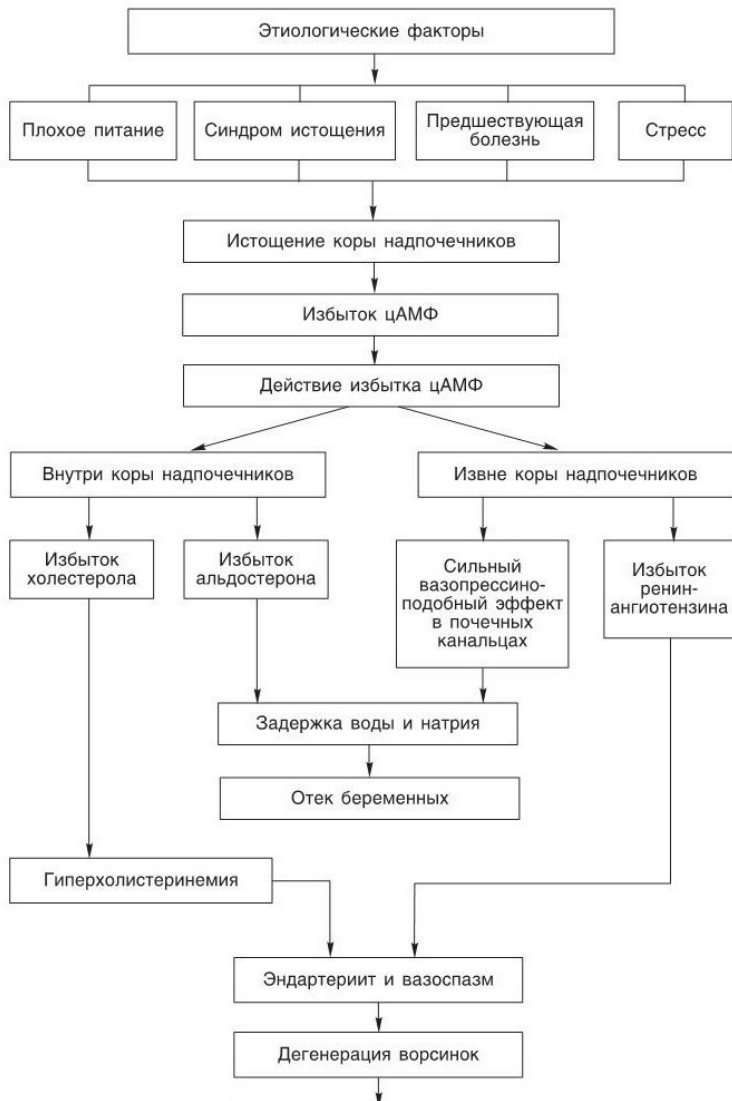 Этиологические факторы
Плохое питание
Синдром истощения
Предшествующая
болезнь
Стресс
Истощение коры надпочечников
Избыток цАМФ
Действие избытка цАМФ
Внутри коры надпочечников
Извне коры надпочечников
Избыток
холестерола
Избыток
альдостерона
Сильный
вазопрессино-
подобный эффект
в почечных
канальцах
Избыток
ренин-
ангиотензина
Задержка воды и натрия
Отек беременных
Гиперхолистеринемия
Эндартериит и вазоспазм
Дегенерация ворсинок